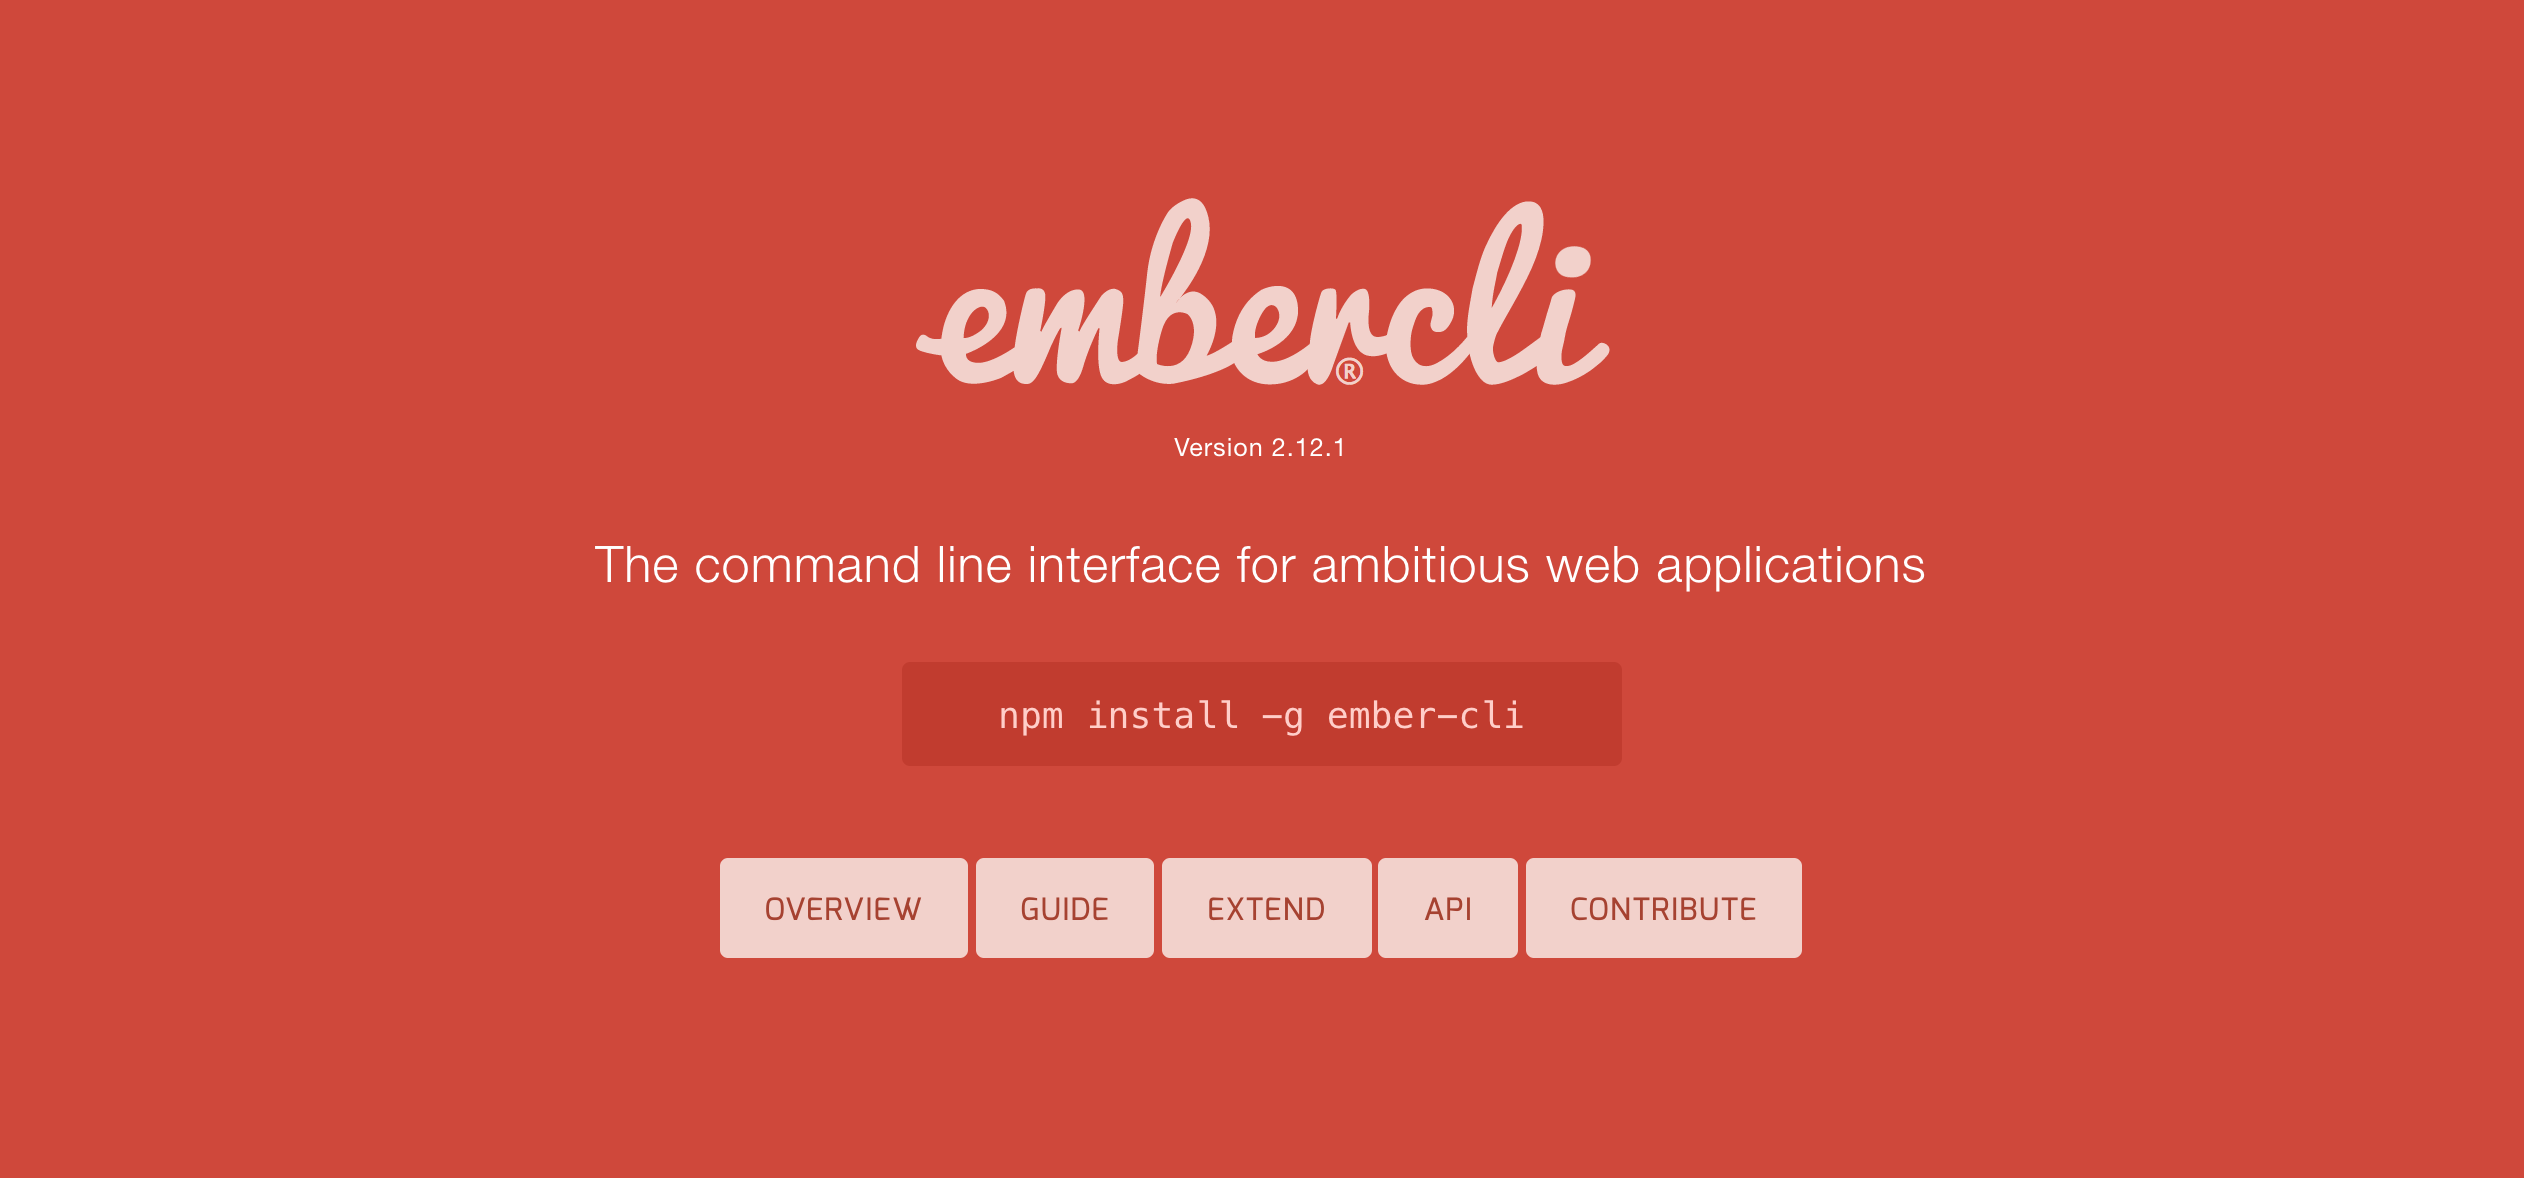 embercli®
Version 2.12.1
The command line interface for ambitious web applications
npm install -g ember-cli
OVERVIEW GUIDE EXTEND API CONTRIBUTE